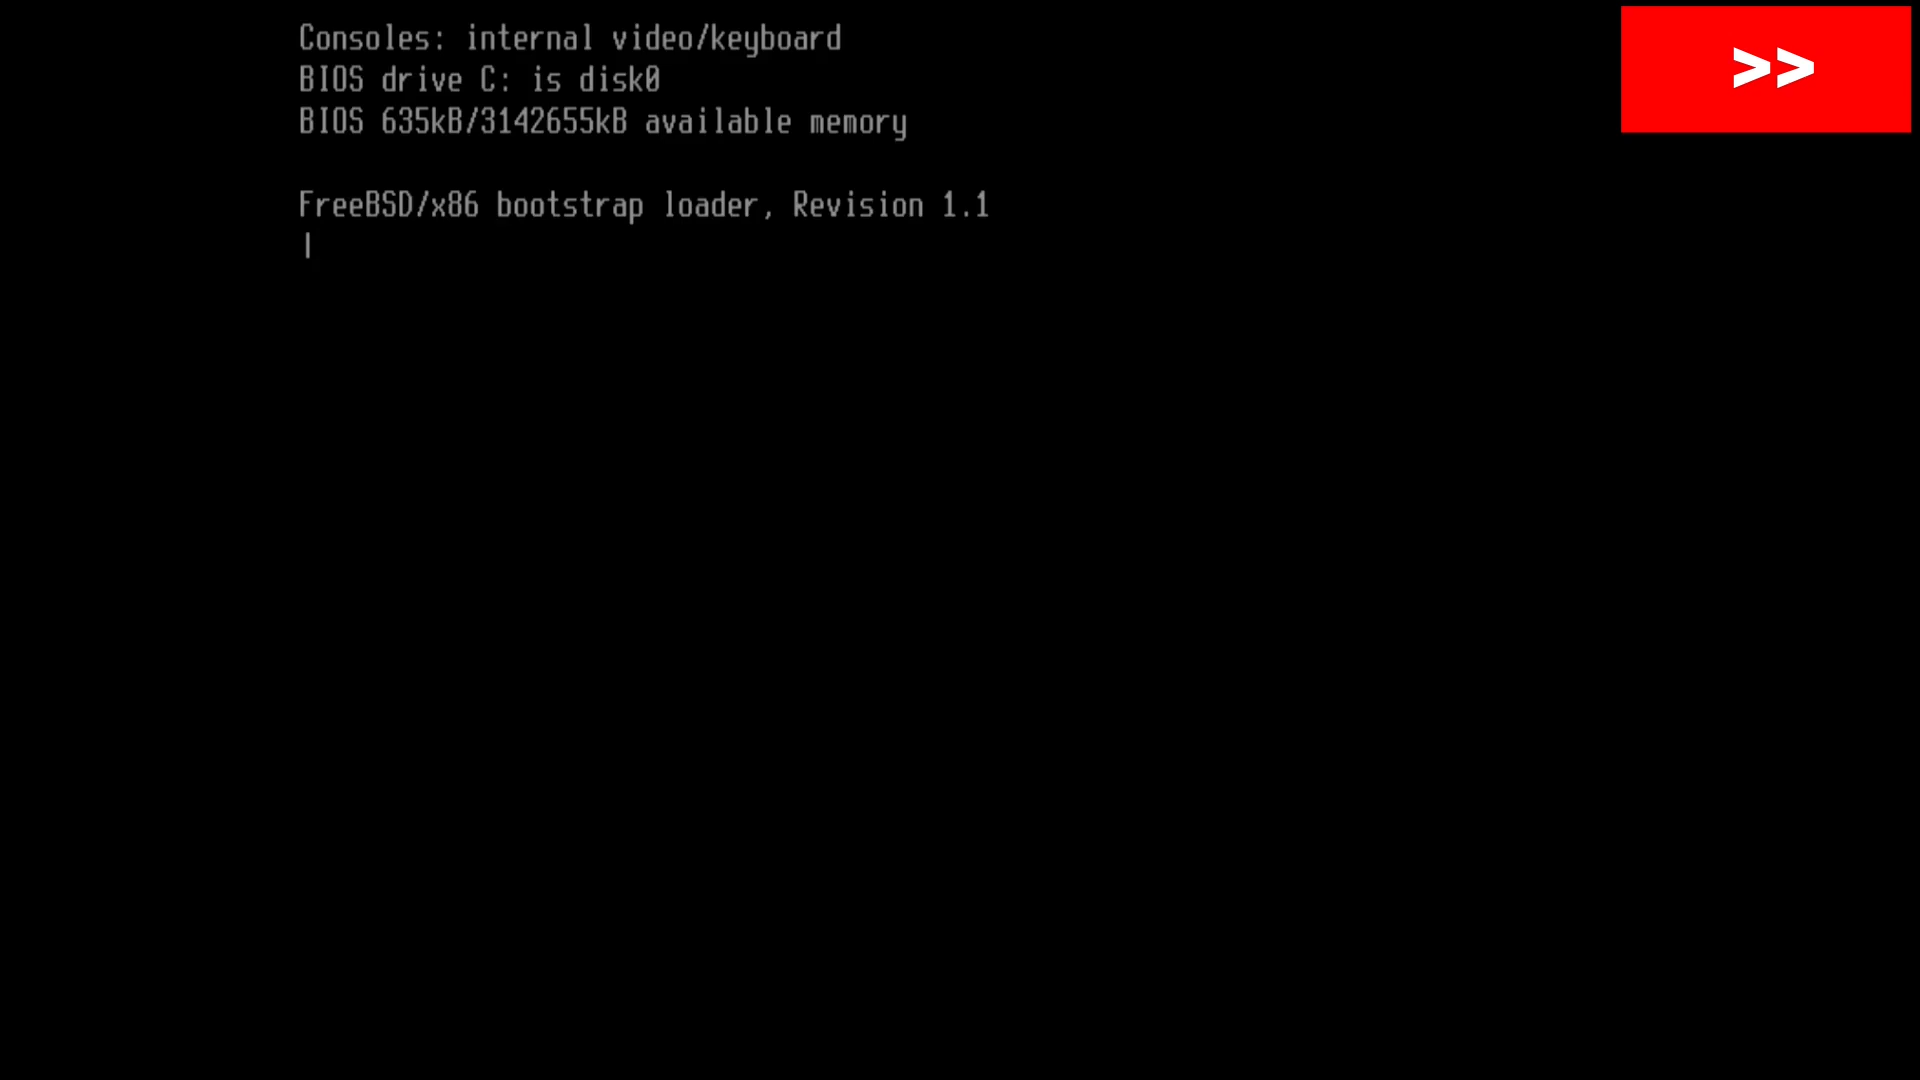 Consoles: internal video/keyboard
BIOS drive C: is disk0
BIOS 635kB/3142655kB available memory
FreeBSD/x86 bootstrap loader, Revision 1.1
|
>>